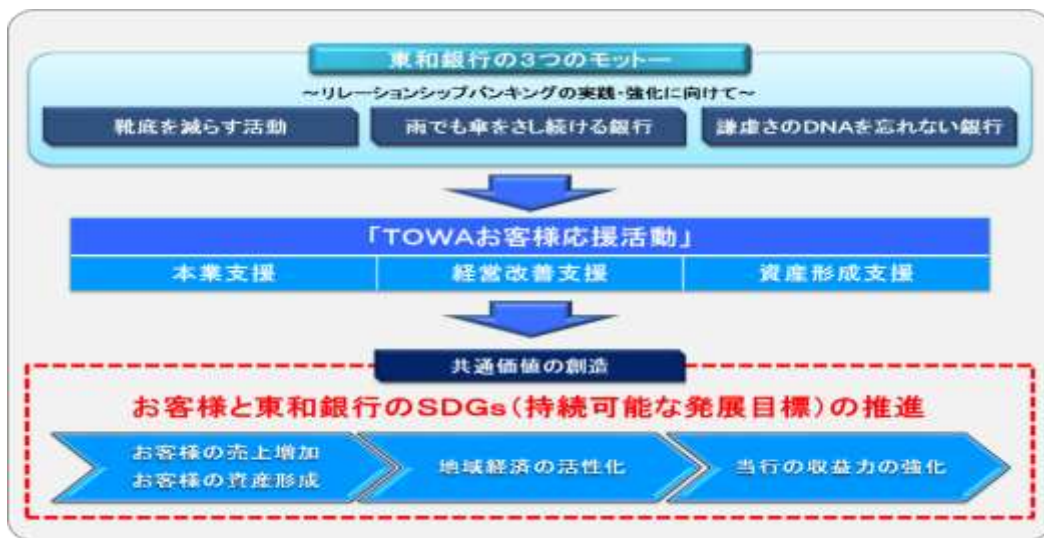 東和銀行の3つのモットー
～リレーションシップバンキングの実践・強化に向けて～
靴底を減らす活動
雨でも傘をさし続ける銀行
謙虚さのDNAを忘れない銀行
「TOWAお客様応援活動」
本業支援
経営改善支援
資産形成支援
共通価値の創造
お客様と東和銀行のSDGs(持続可能な発展目標)の推進
お客様の売上増加
お客様の資産形成
地域経済の活性化
当行の収益力の強化